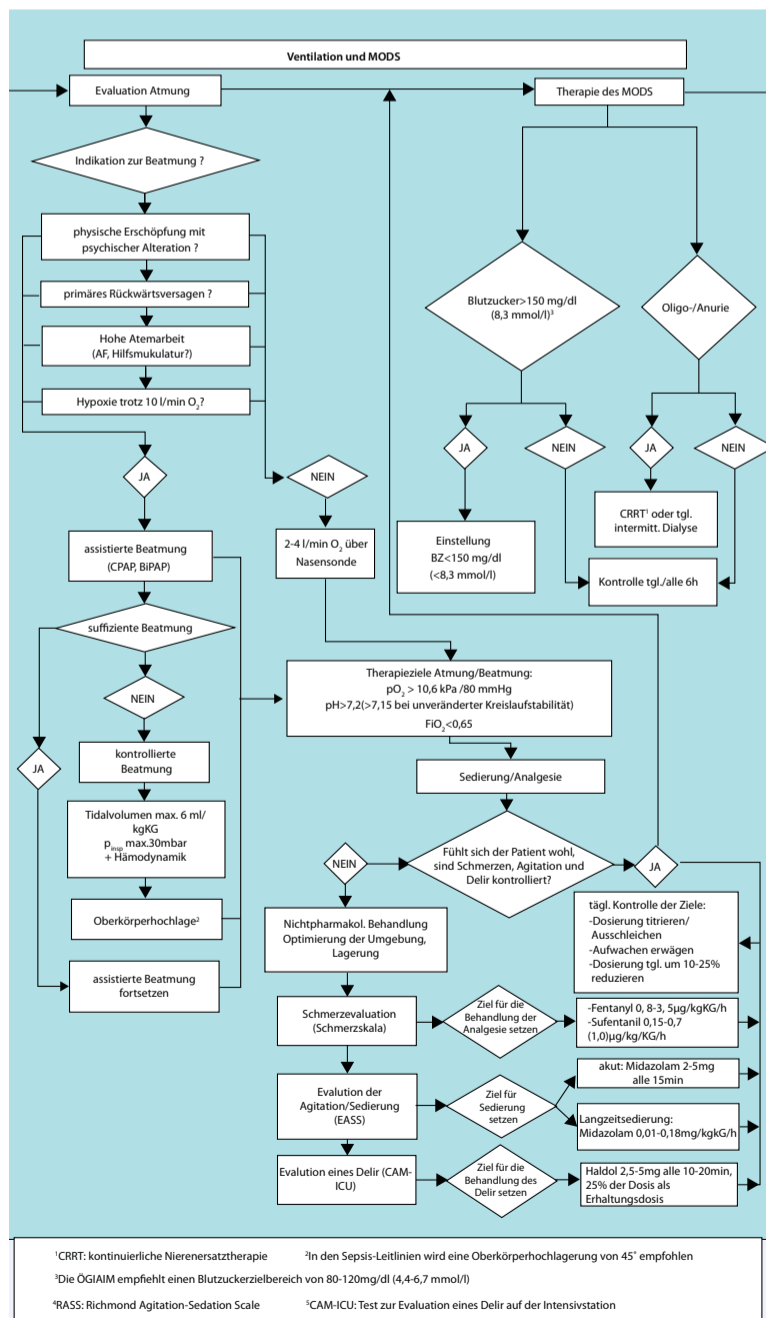 Ventilation und MODS
Evaluation Atmung
Therapie des MODS
Indikation zur Beatmung ?
physische Erschöpfung mit
psychischer Alteration ?
primäres Rückwärtsversagen ?
Hohe Atemarbeit
(AF, Hilfsmukulatur?)
Hypoxie trotz 10 l/min O₂?
Blutzucker>150 mg/dl
(8,3 mmol/l)³
Oligo-/Anurie
JA
NEIN
JA
NEIN
JA
NEIN
Einstellung
BZ<150 mg/dl
(<8,3 mmol/l)
CRRT¹ oder tgl.
intermitt. Dialyse
Kontrolle tgl./alle 6h
assistierte Beatmung
(CPAP, BiPAP)
2-4 l/min O₂ über
Nasensonde
suffiziente Beatmung
NEIN
JA
kontrollierte
Beatmung
Tidalvolumen max. 6 ml/
kgKG
pinsp max.30mbar
+ Hämodynamik
Oberkörperhochlage²
assistierte Beatmung
fortsetzen
Therapieziele Atmung/Beatmung:
pO₂ > 10,6 kPa /80 mmHg
pH>7,2(>7,15 bei unveränderter Kreislaufstabilität)
FiO₂<0,65
Sedierung/Analgesie
Fühlt sich der Patient wohl,
sind Schmerzen, Agitation und
Delir kontrolliert?
NEIN
JA
Nichtpharmakol. Behandlung
Optimierung der Umgebung,
Lagerung
tägl. Kontrolle der Ziele:
-Dosierung titrieren/
Ausschleichen
-Aufwachen erwägen
-Dosierung tgl. um 10-25%
reduzieren
Schmerzevaluation
(Schmerzskala)
Ziel für die
Behandlung der
Analgesie setzen
-Fentanyl 0, 8-3, 5µg/kgKG/h
-Sufentanil 0,15-0,7
(1,0)µg/kg/KG/h
Evalution der
Agitation/Sedierung
(EASS)
Ziel für
Sedierung
setzen
akut: Midazolam 2-5mg
alle 15min
Langzeitsedierung:
Midazolam 0,01-0,18mg/kgkG/h
Evalution eines Delir (CAM-
ICU)
Ziel für die
Behandlung des
Delir setzen
Haldol 2,5-5mg alle 10-20min,
25% der Dosis als
Erhaltungsdosis
¹CRRT: kontinuierliche Nierenersatztherapie ²In den Sepsis-Leitlinien wird eine Oberkörperhochlagerung von 45° empfohlen
³Die ÖGIAIM empfiehlt einen Blutzuckerzielbereich von 80-120mg/dl (4,4-6,7 mmol/l)
⁴RASS: Richmond Agitation-Sedation Scale ⁵CAM-ICU: Test zur Evaluation eines Delir auf der Intensivstation